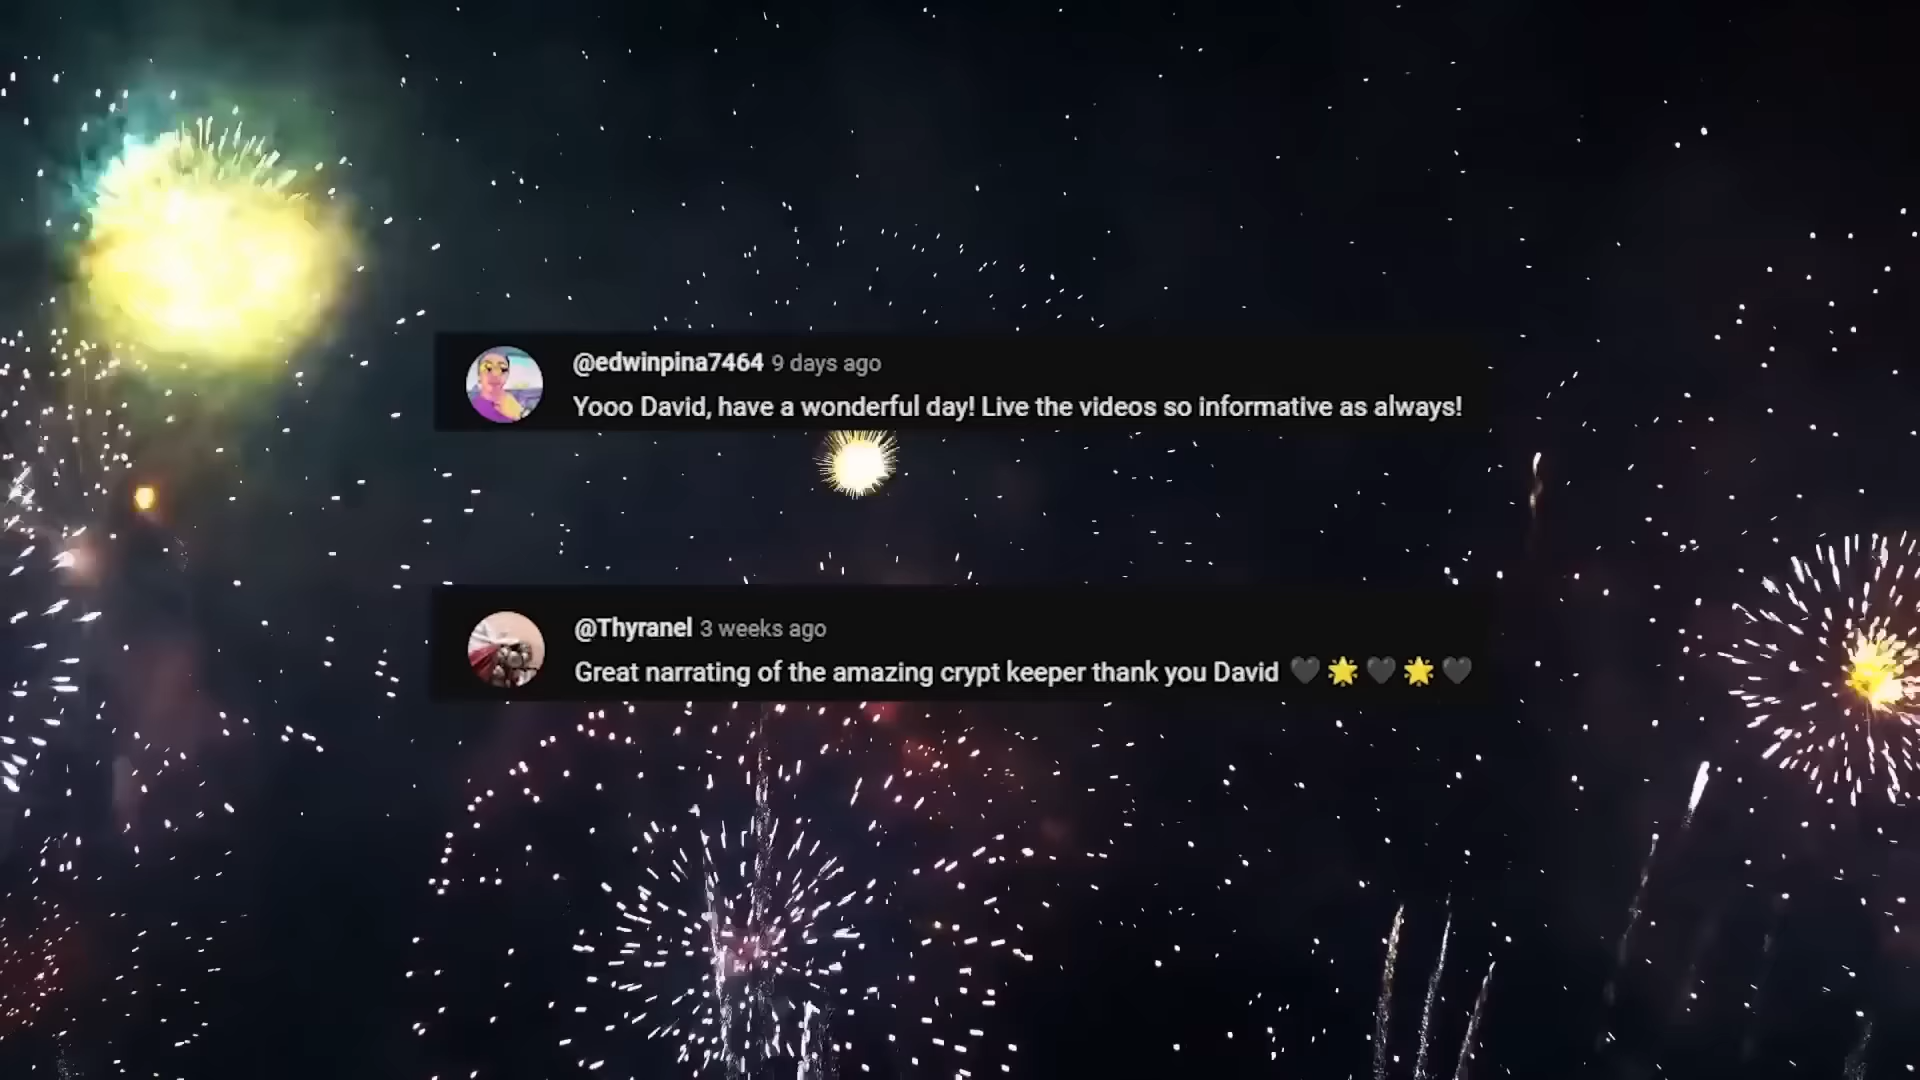 @edwinpina7464 9 days ago
Yooo David, have a wonderful day! Live the videos so informative as always!
@Thyranel 3 weeks ago
Great narrating of the amazing crypt keeper thank you David 🖤🌟🖤🌟🖤